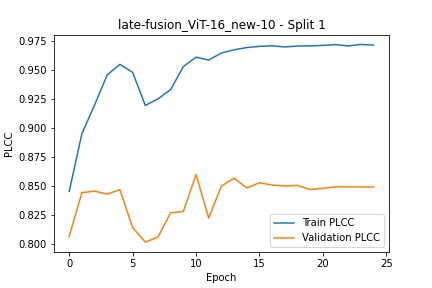 late-fusion_ViT-16_new-10 - Split 1
0.975
0.950
0.925
0.900
0.875
0.850
0.825
0.800
PLCC
Train PLCC
Validation PLCC
0 5 10 15 20 25
Epoch